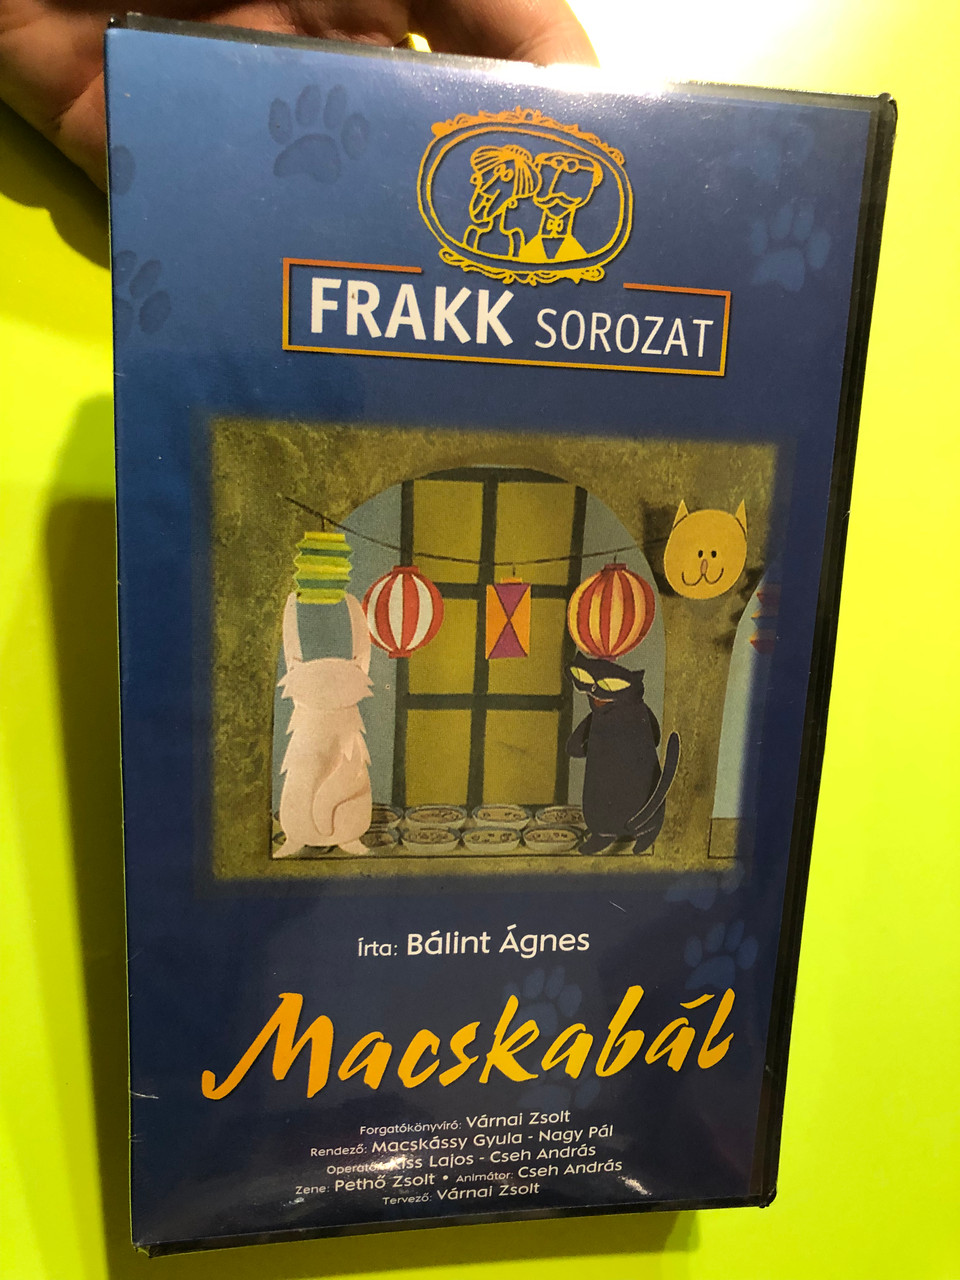 FRAKK SOROZAT
Írta: Bálint Ágnes
Macskabál
Forgatókönyvíró: Várnai Zsolt
Rendező: Macskássy Gyula - Nagy Pál
Kiss Lajos - Cseh András
Zene: Pethő Zsolt • Animátor: Cseh András
Tervező: Várnai Zsolt